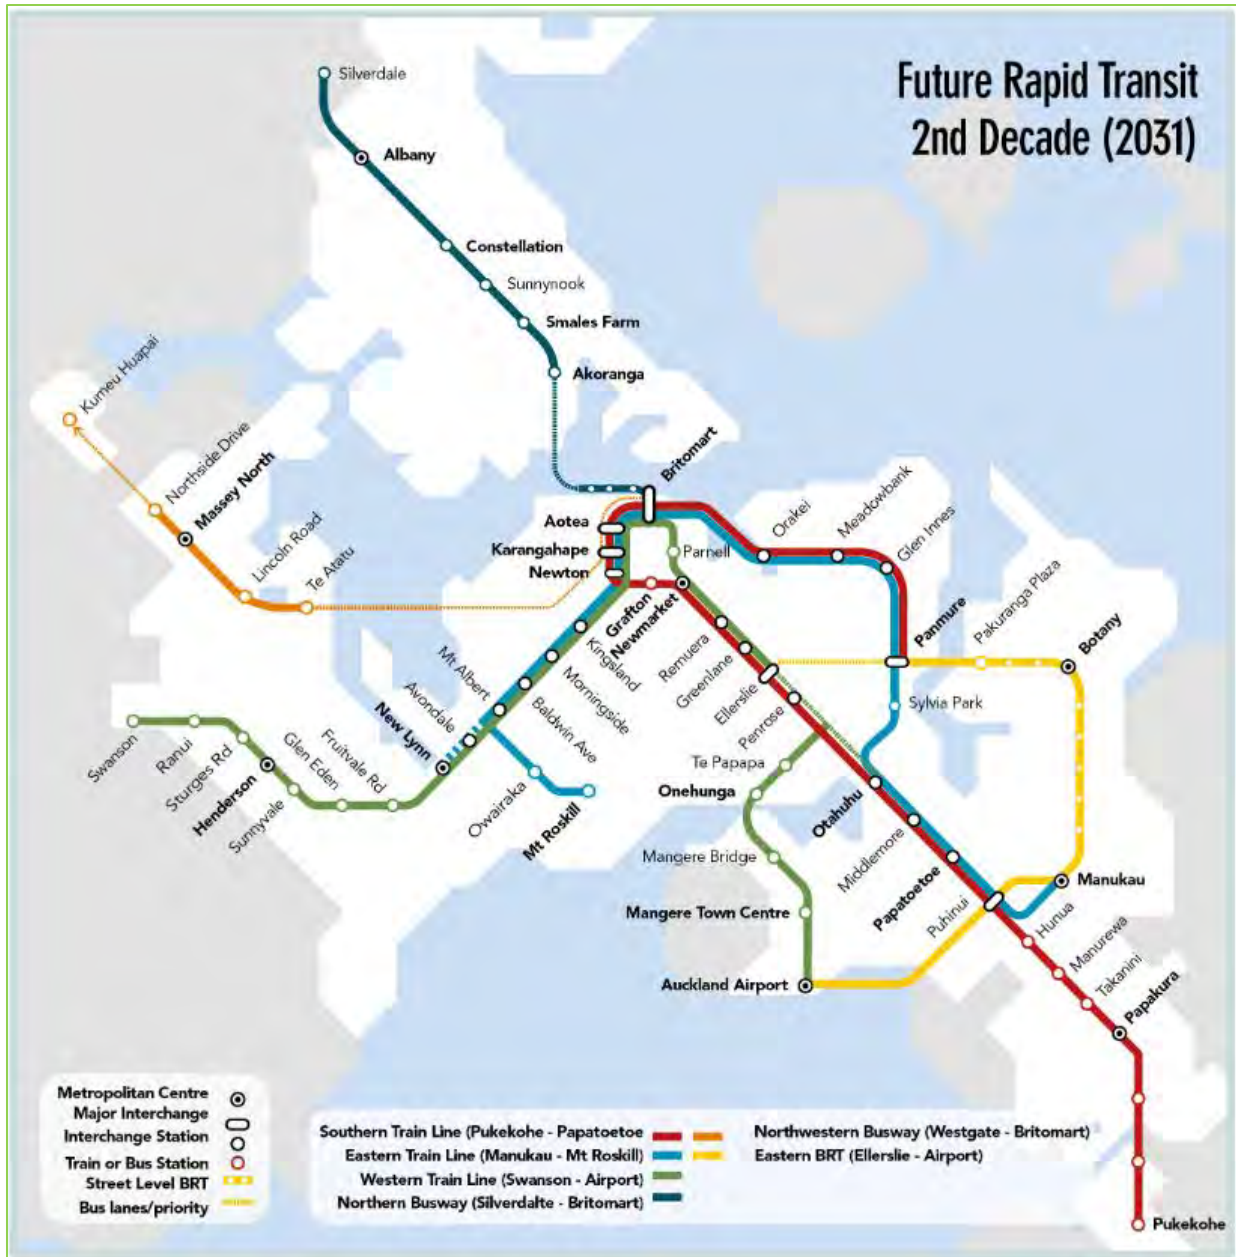 Future Rapid Transit
2nd Decade (2031)
Silverdale
Albany
Constellation
Sunnynook
Smales Farm
Akoranga
Kumeu Huapai
Northside Drive
Massey North
Lincoln Road
Te Atatu
Britomart
Aotea
Karangahape
Newton
Parnell
Grafton
Newmarket
Orakei
Meadowbank
Glen Innes
Panmure
Pakuranga Plaza
Botany
Sylvia Park
Remuera
Greenlane
Ellerslie
Penrose
Te Papapa
Onehunga
Mangere Bridge
Mangere Town Centre
Auckland Airport
Kingsland
Morningside
Baldwin Ave
Mt Albert
Avondale
New Lynn
Owairaka
Mt Roskill
Fruitvale Rd
Glen Eden
Sunnyvale
Henderson
Sturges Rd
Ranui
Swanson
Otahuhu
Middlemore
Papatoetoe
Puhinui
Manukau
Hunua
Manurewa
Takanini
Papakura
Pukekohe
Metropolitan Centre
Major Interchange
Interchange Station
Train or Bus Station
Street Level BRT
Bus lanes/priority
Southern Train Line (Pukekohe - Papatoetoe
Eastern Train Line (Manukau - Mt Roskill)
Western Train Line (Swanson - Airport)
Northern Busway (Silverdalte - Britomart)
Northwestern Busway (Westgate - Britomart)
Eastern BRT (Ellerslie - Airport)